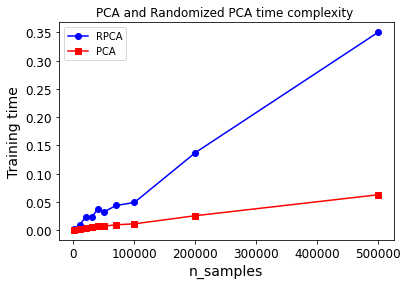 PCA and Randomized PCA time complexity
RPCA
PCA
Training time
0.35
0.30
0.25
0.20
0.15
0.10
0.05
0.00
0 100000 200000 300000 400000 500000
n_samples